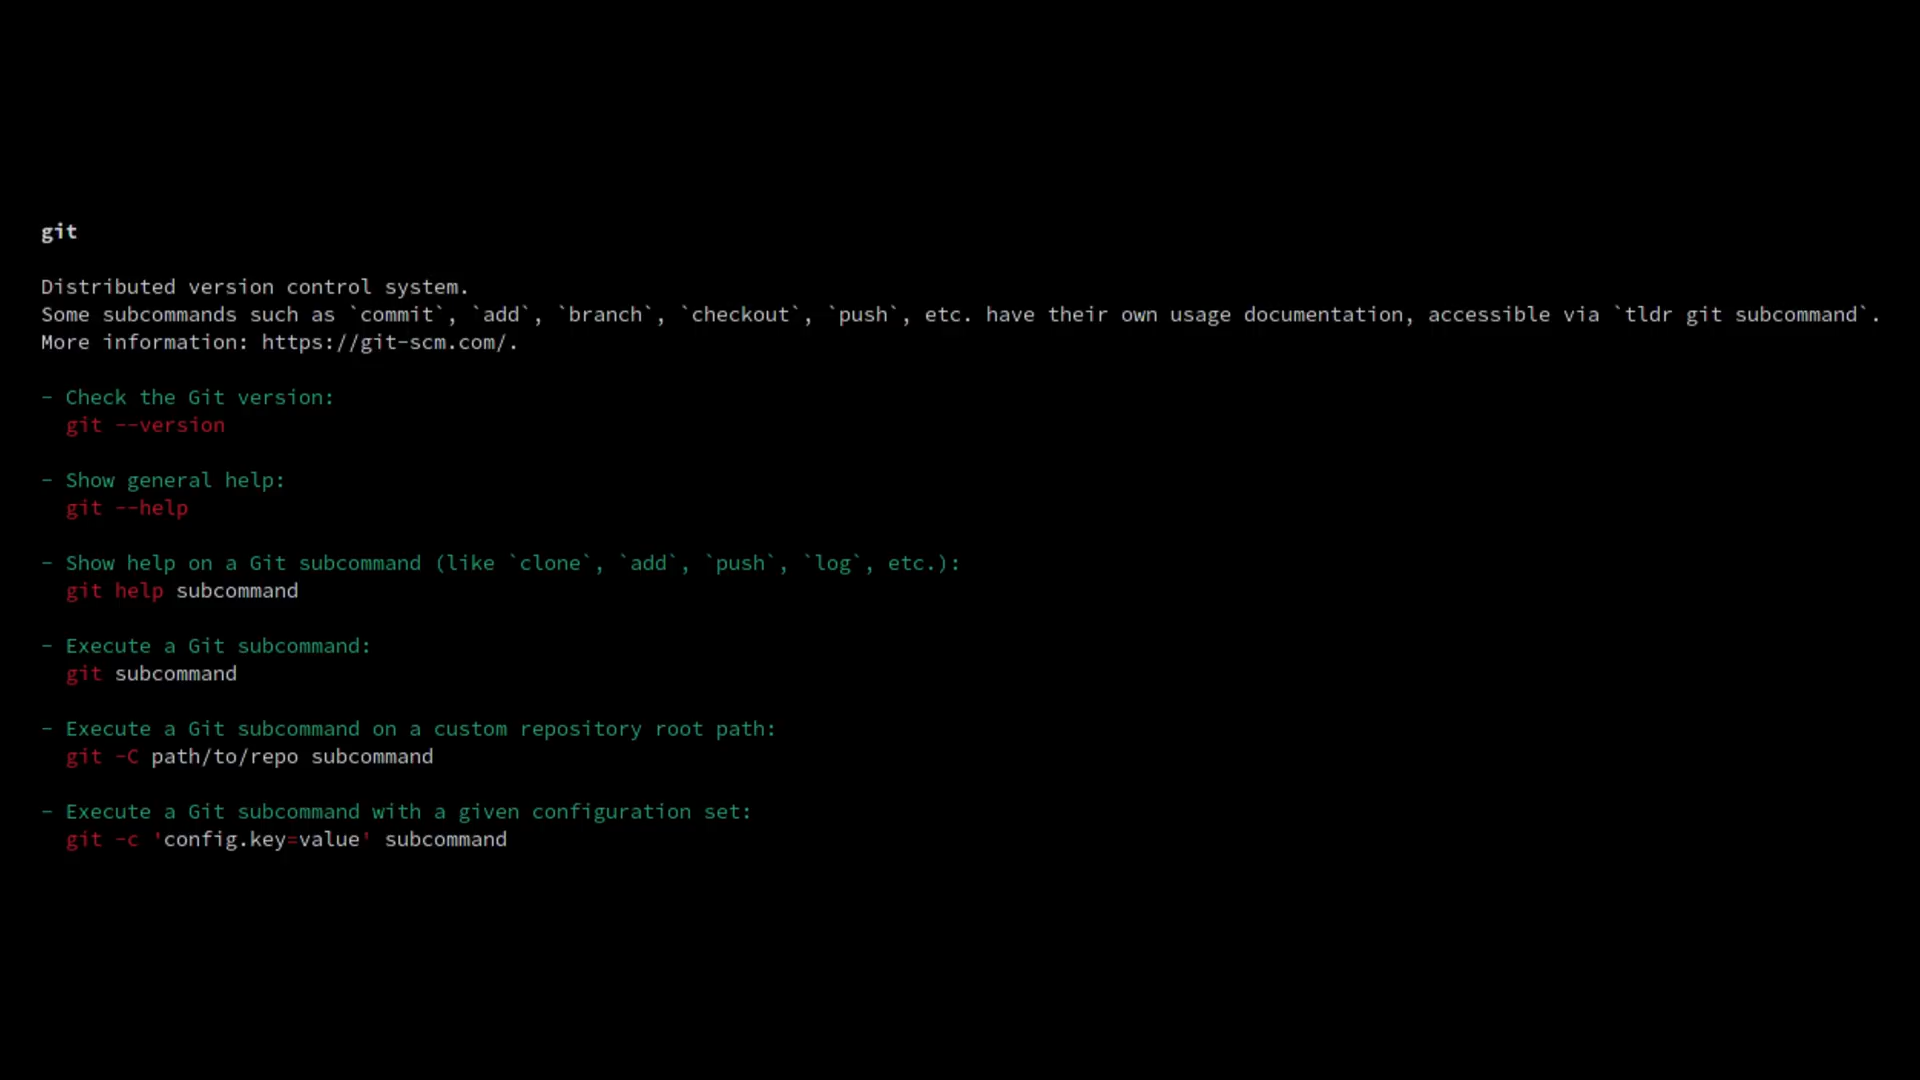 git
Distributed version control system.
Some subcommands such as `commit`, `add`, `branch`, `checkout`, `push`, etc. have their own usage documentation, accessible via `tldr git subcommand`.
More information: https://git-scm.com/.
- Check the Git version:
git --version
- Show general help:
git --help
- Show help on a Git subcommand (like `clone`, `add`, `push`, `log`, etc.):
git help subcommand
- Execute a Git subcommand:
git subcommand
- Execute a Git subcommand on a custom repository root path:
git -C path/to/repo subcommand
- Execute a Git subcommand with a given configuration set:
git -c 'config.key=value' subcommand